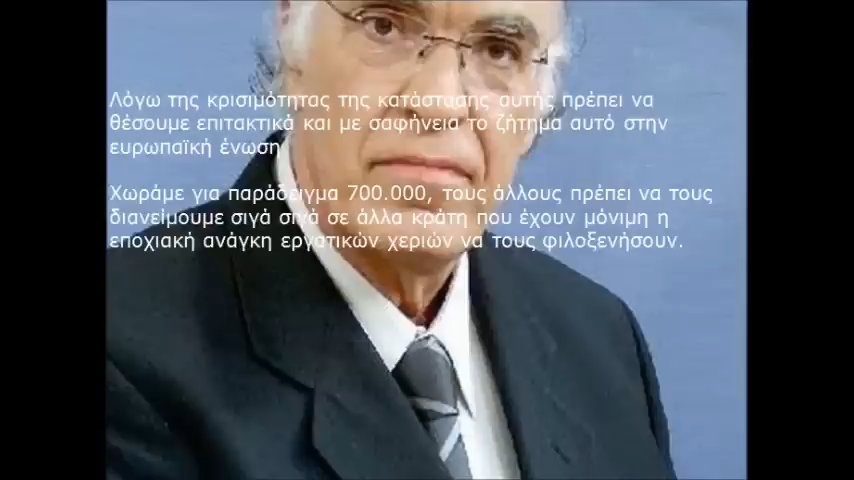 Λόγω της κρισιμότητας της κατάστασης αυτής πρέπει να
θέσουμε επιτακτικά και με σαφήνεια το ζήτημα αυτό στην
ευρωπαϊκή ένωση
Χωράμε για παράδειγμα 700.000, τους άλλους πρέπει να τους
διανείμουμε σιγά σιγά σε άλλα κράτη που έχουν μόνιμη η
εποχιακή ανάγκη εργατικών χεριών να τους φιλοξενήσουν.